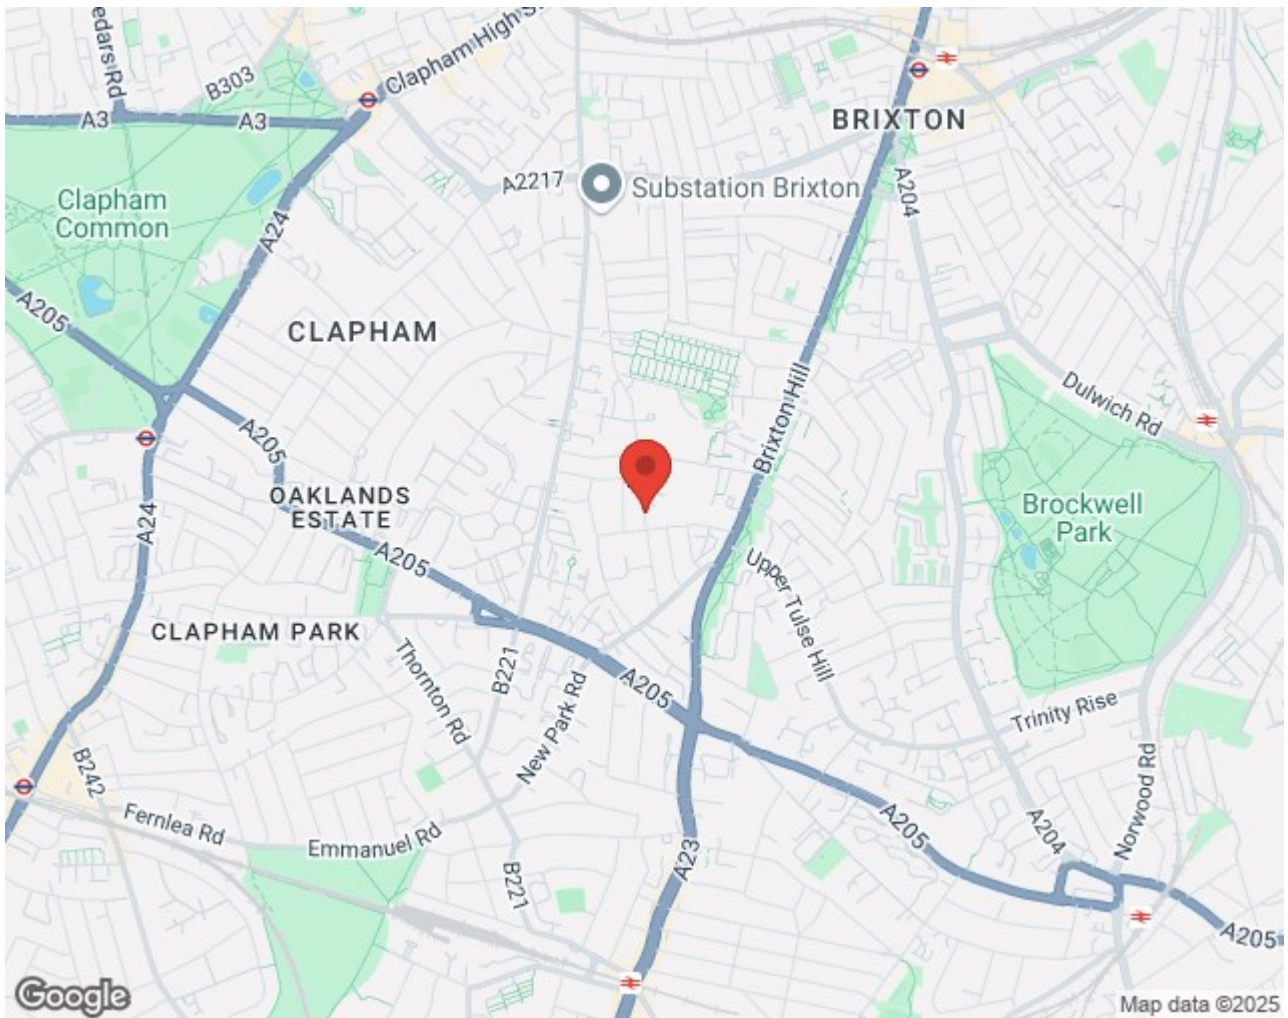 edars Rd
B303
Clapham High S
A3
A3
BRIXTON
A2217
Substation Brixton
A204
Clapham
Common
A24
A205
CLAPHAM
Dulwich Rd
Brixton Hill
A205
OAKLANDS
ESTATE
Brockwell
Park
A24
A205
Upper Tulse Hill
CLAPHAM PARK
Thornton Rd
B221
New Park Rd
A205
Trinity Rise
B242
Norwood Rd
Fernlea Rd
Emmanuel Rd
A205
A204
A23
B221
A205
Google
Map data ©2025